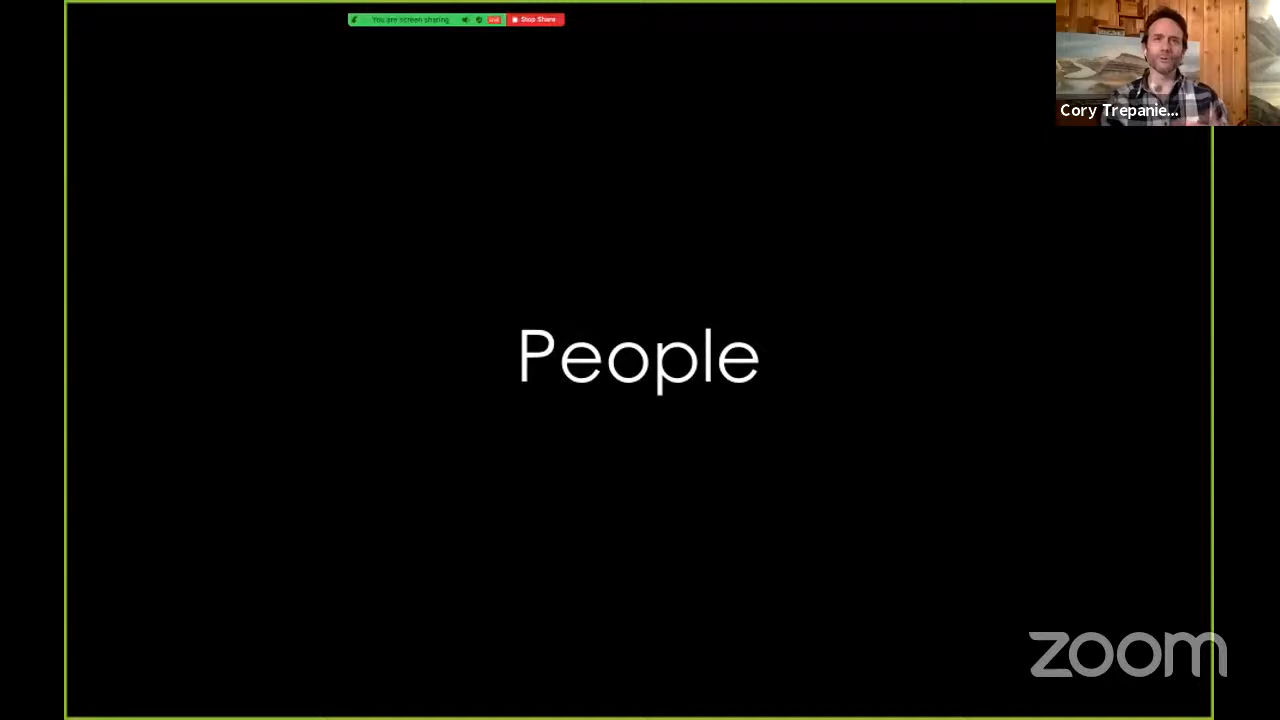 You are screen sharing
Stop Share
Cory Trepanie...
People
zoom